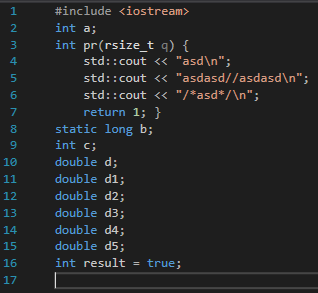 1 #include <iostream>
2 int a;
3 int pr(rsize_t q) {
4     std::cout << "asd\n";
5     std::cout << "asdasd//asdasd\n";
6     std::cout << "/*asd*/\n";
7     return 1; }
8 static long b;
9 int c;
10 double d;
11 double d1;
12 double d2;
13 double d3;
14 double d4;
15 double d5;
16 int result = true;
17